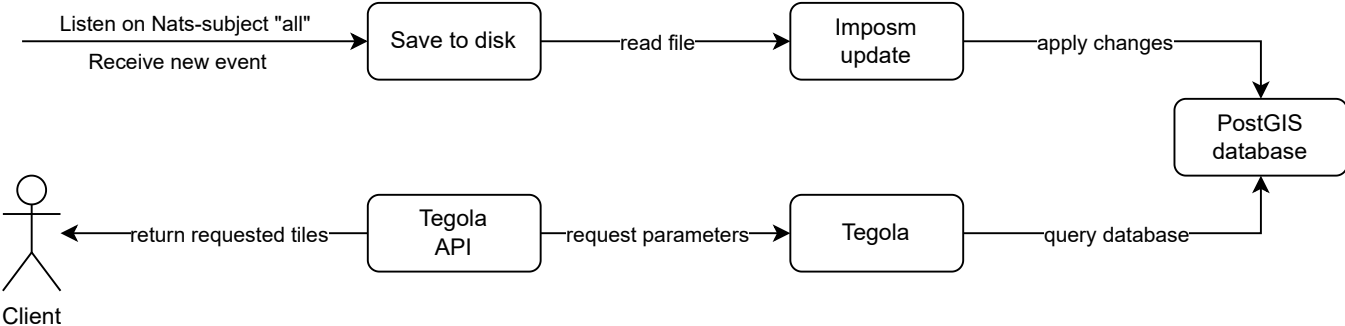 Listen on Nats-subject "all"
Receive new event
Save to disk
read file
Imposm
update
apply changes
PostGIS
database
Client
return requested tiles
Tegola
API
request parameters
Tegola
query database